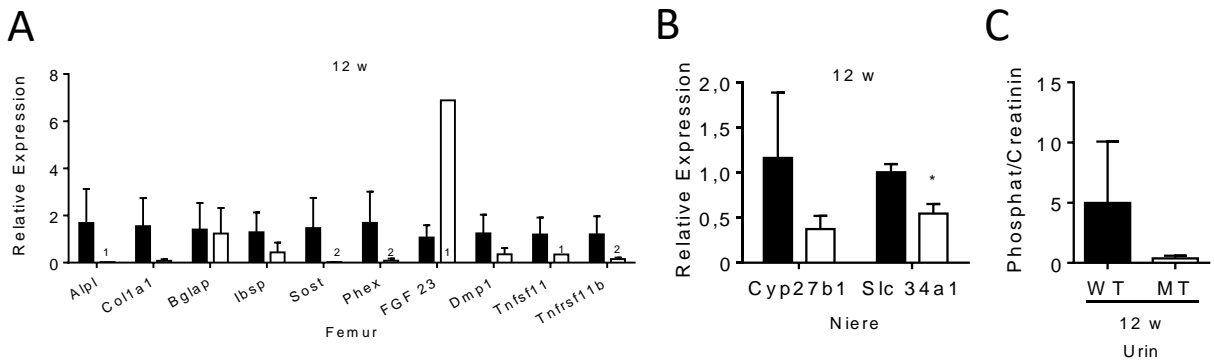 A
12 w
Relative Expression
8
6
4
2
0
1
2
2
1
1
2
Alpl
Col1a1
Bglap
Ibsp
Sost
Phex
FGF 23
Dmp1
Tnfsf11
Tnfrsf11b
Femur
B
12 w
Relative Expression
2,0
1,5
1,0
0,5
0
*
Cyp27b1 Slc 34a1
Niere
C
Phosphat/Creatinin
15
10
5
0
WT MT
12 w
Urin